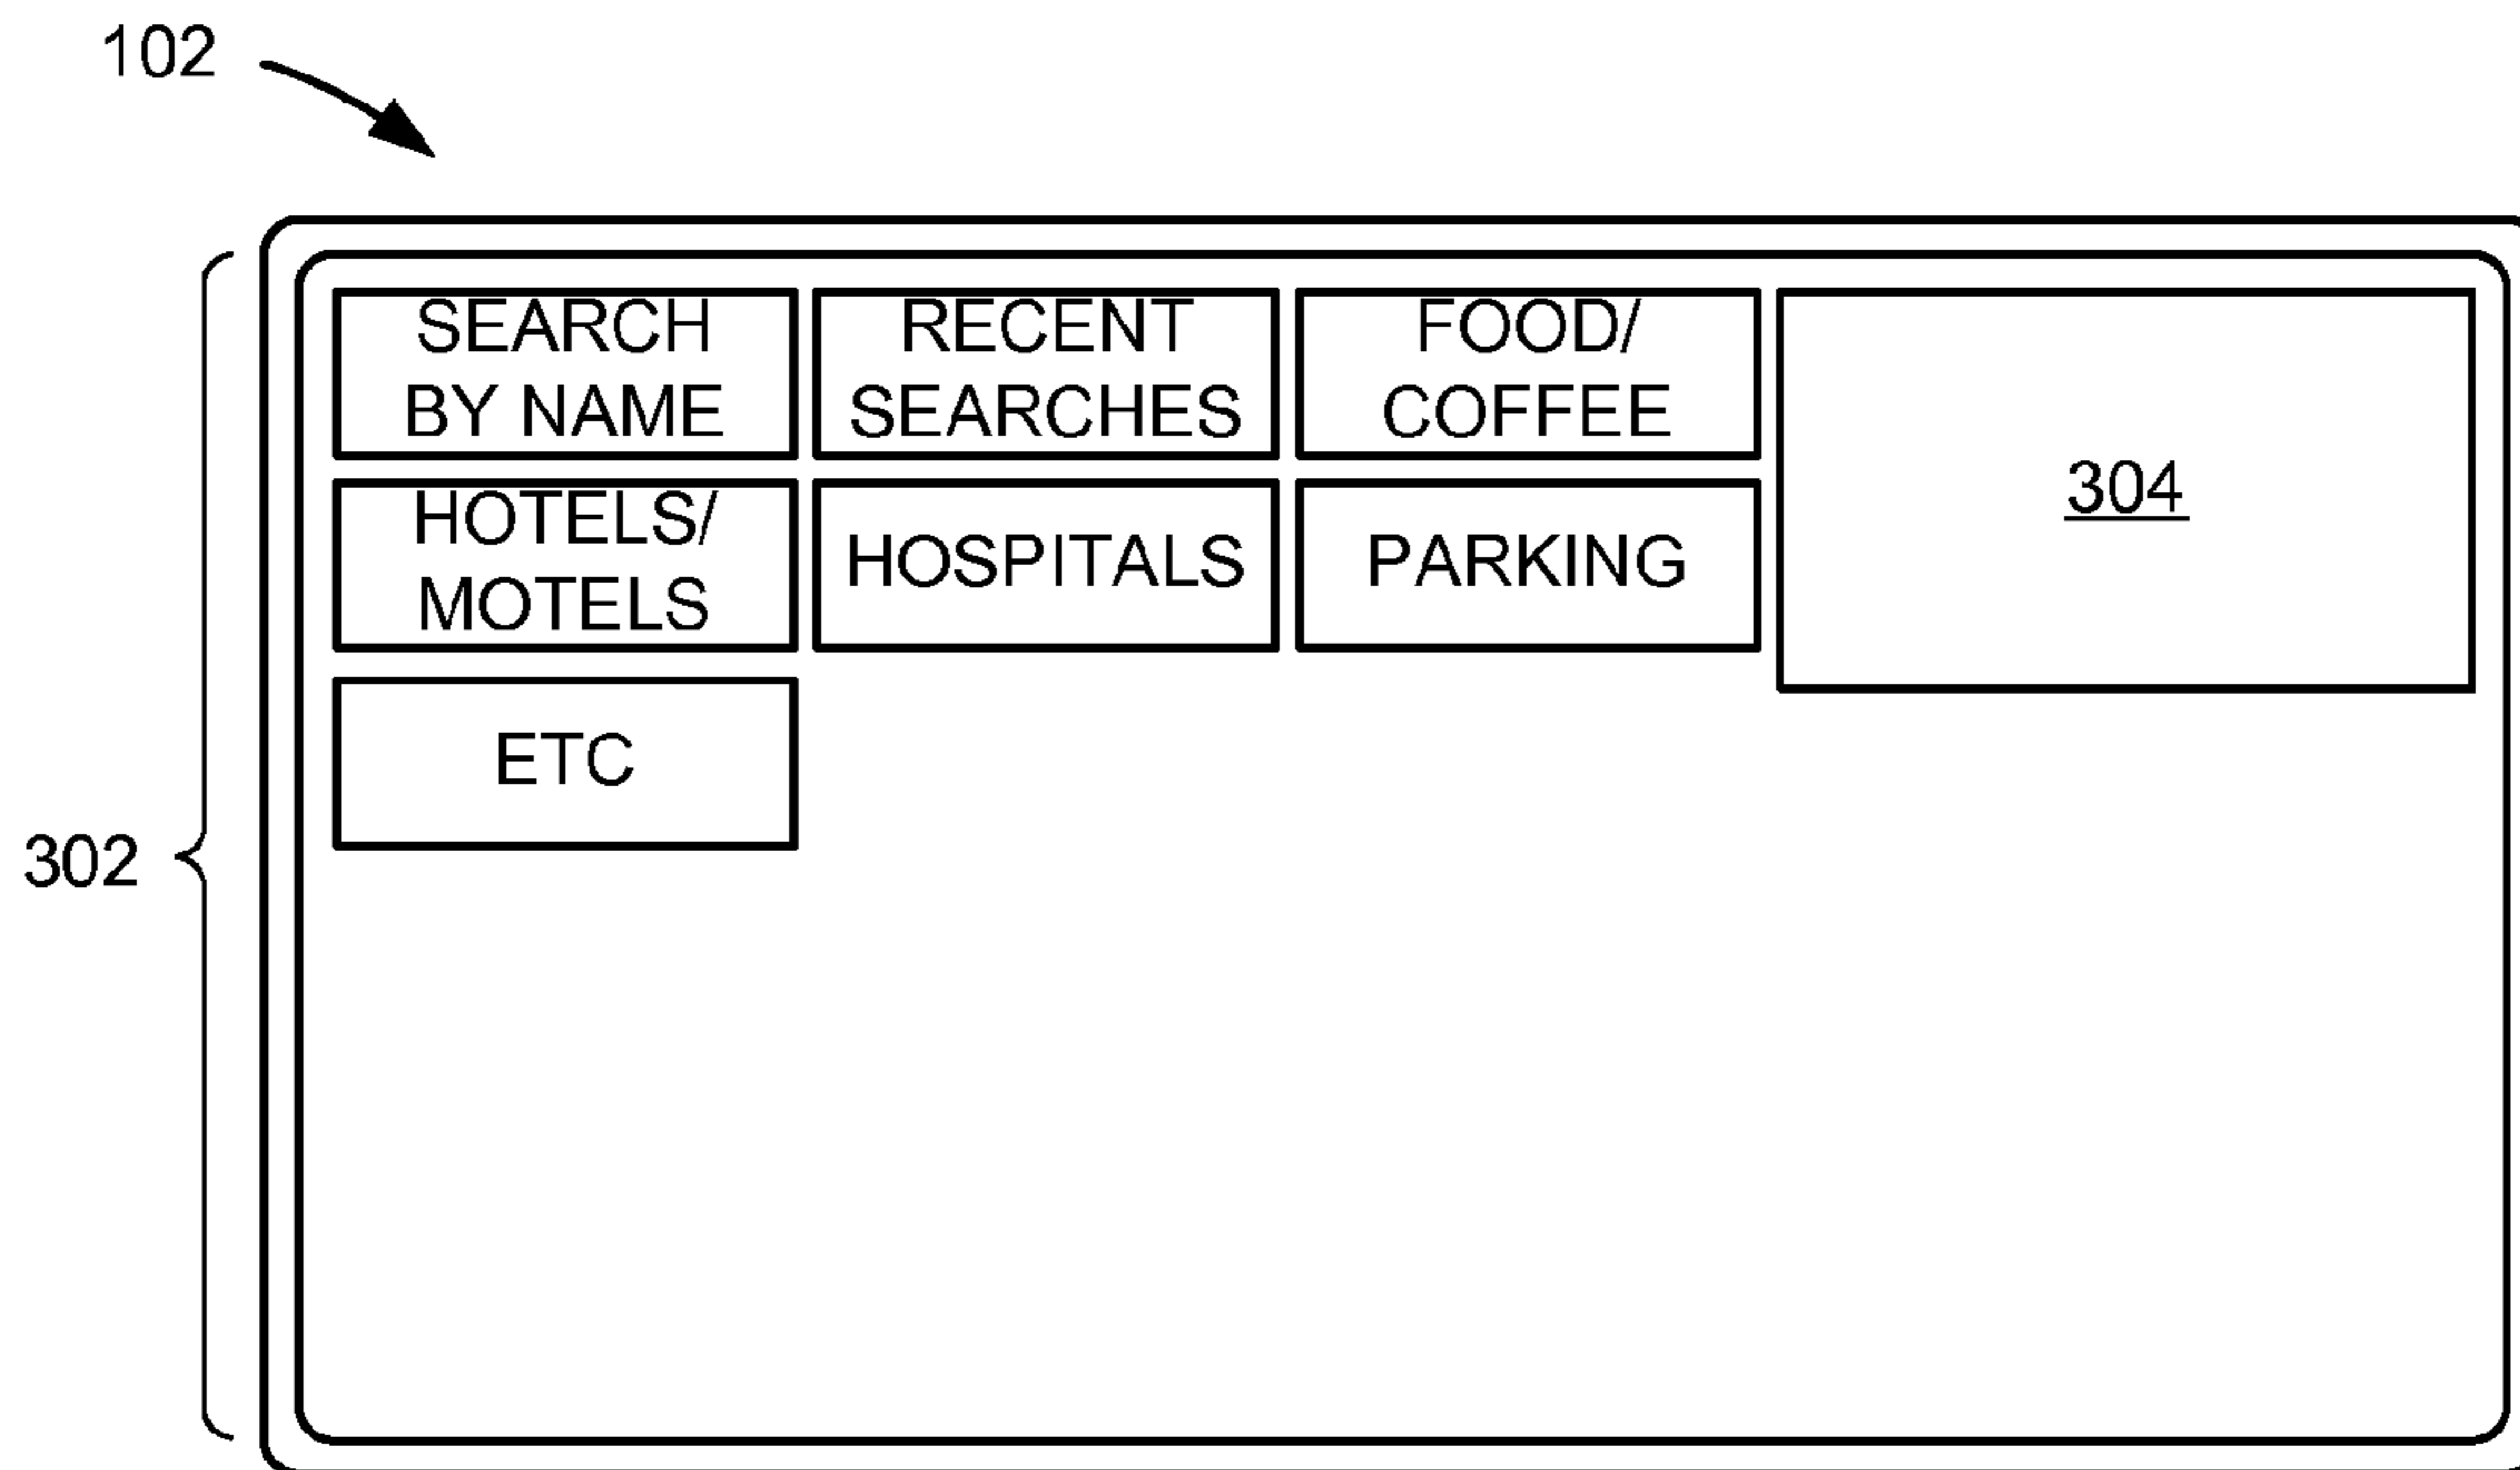 102
SEARCH
BY NAME
RECENT
SEARCHES
FOOD/
COFFEE
304
HOTELS/
MOTELS
HOSPITALS
PARKING
ETC
302